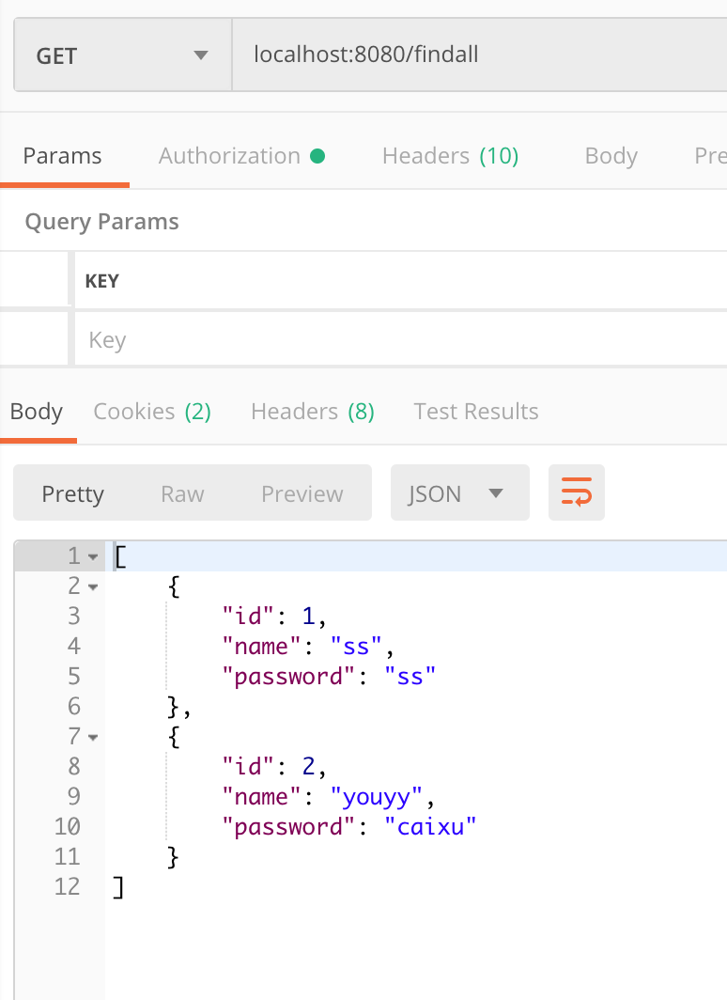 GET localhost:8080/findall
Params Authorization Headers (10) Body Pre
Query Params
KEY
Key
Body Cookies (2) Headers (8) Test Results
Pretty Raw Preview JSON
1 [
2 {
3 "id": 1,
4 "name": "ss",
5 "password": "ss"
6 },
7 {
8 "id": 2,
9 "name": "youyy",
10 "password": "caixu"
11 }
12 ]